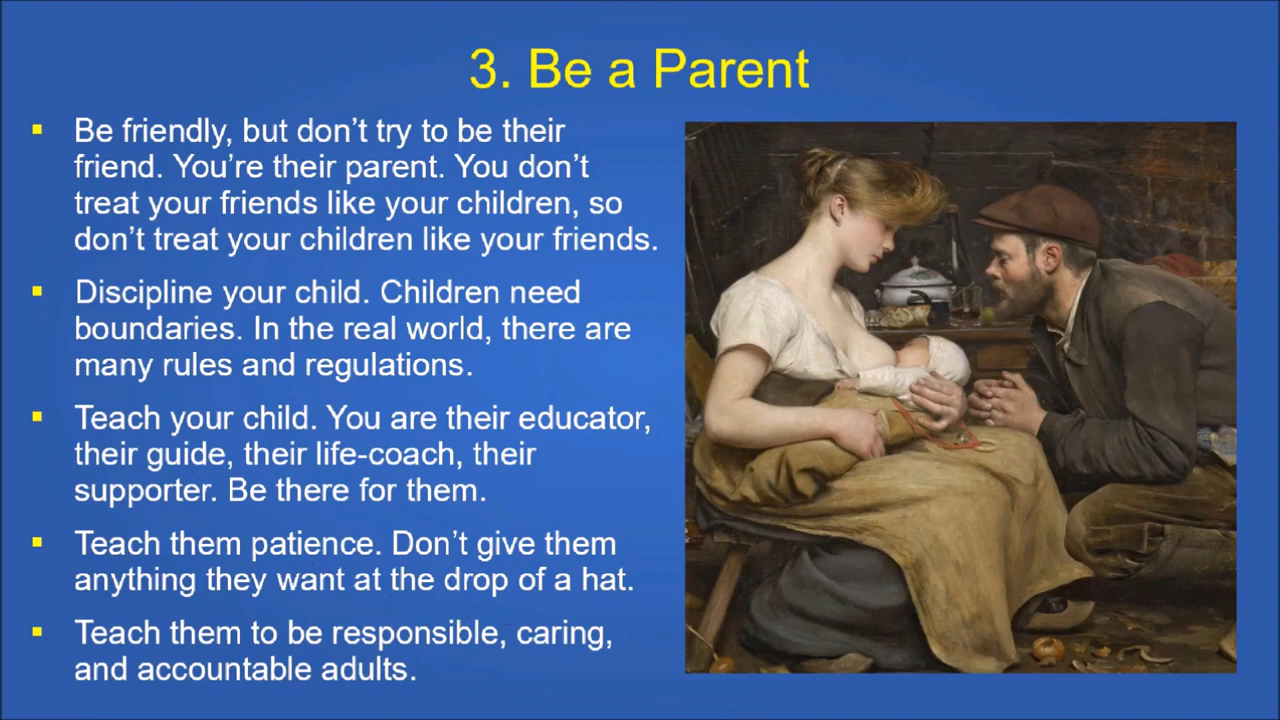 3. Be a Parent
Be friendly, but don’t try to be their
friend. You’re their parent. You don’t
treat your friends like your children, so
don’t treat your children like your friends.
Discipline your child. Children need
boundaries. In the real world, there are
many rules and regulations.
Teach your child. You are their educator,
their guide, their life-coach, their
supporter. Be there for them.
Teach them patience. Don’t give them
anything they want at the drop of a hat.
Teach them to be responsible, caring,
and accountable adults.